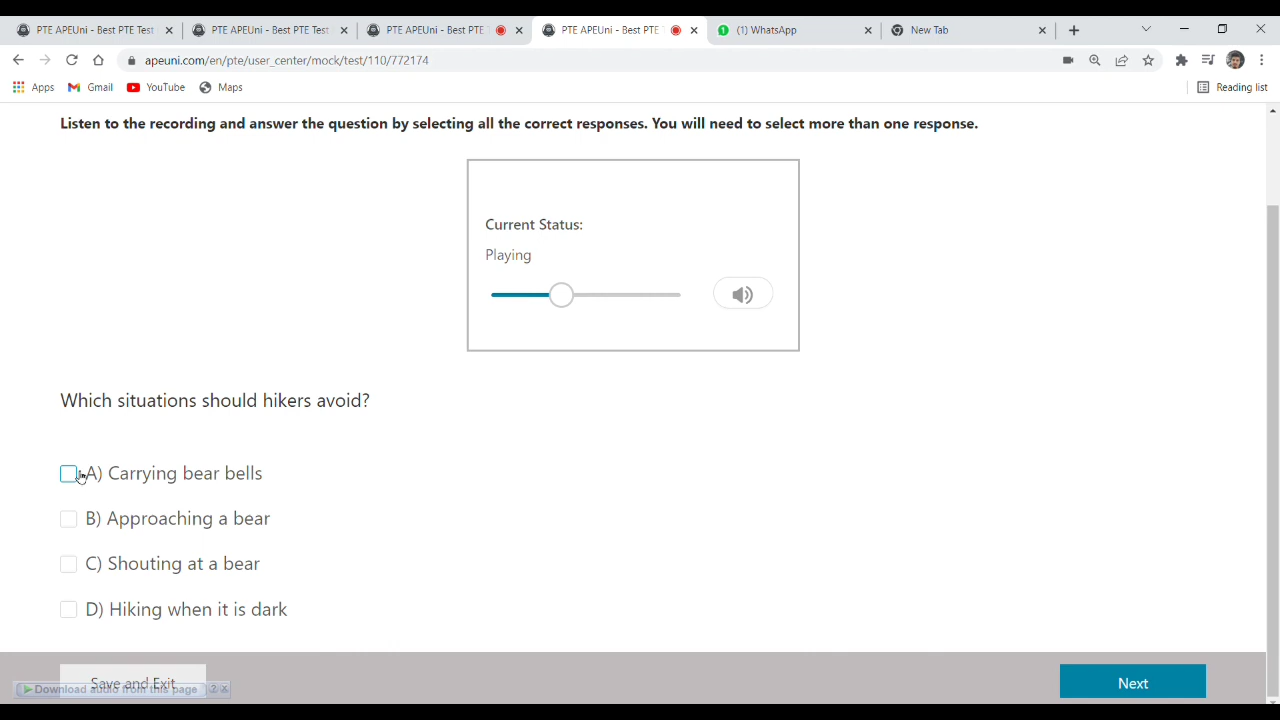 PTE APEUni - Best PTE Test
PTE APEUni - Best PTE Test
PTE APEUni - Best PTE
PTE APEUni - Best PTE
(1) WhatsApp
New Tab
apeuni.com/en/pte/user_center/mock/test/110/772174
Apps
Gmail
YouTube
Maps
Reading list
Listen to the recording and answer the question by selecting all the correct responses. You will need to select more than one response.
Current Status:
Playing
Which situations should hikers avoid?
A) Carrying bear bells
B) Approaching a bear
C) Shouting at a bear
D) Hiking when it is dark
Save and Exit
Download audio from this page ?
Next